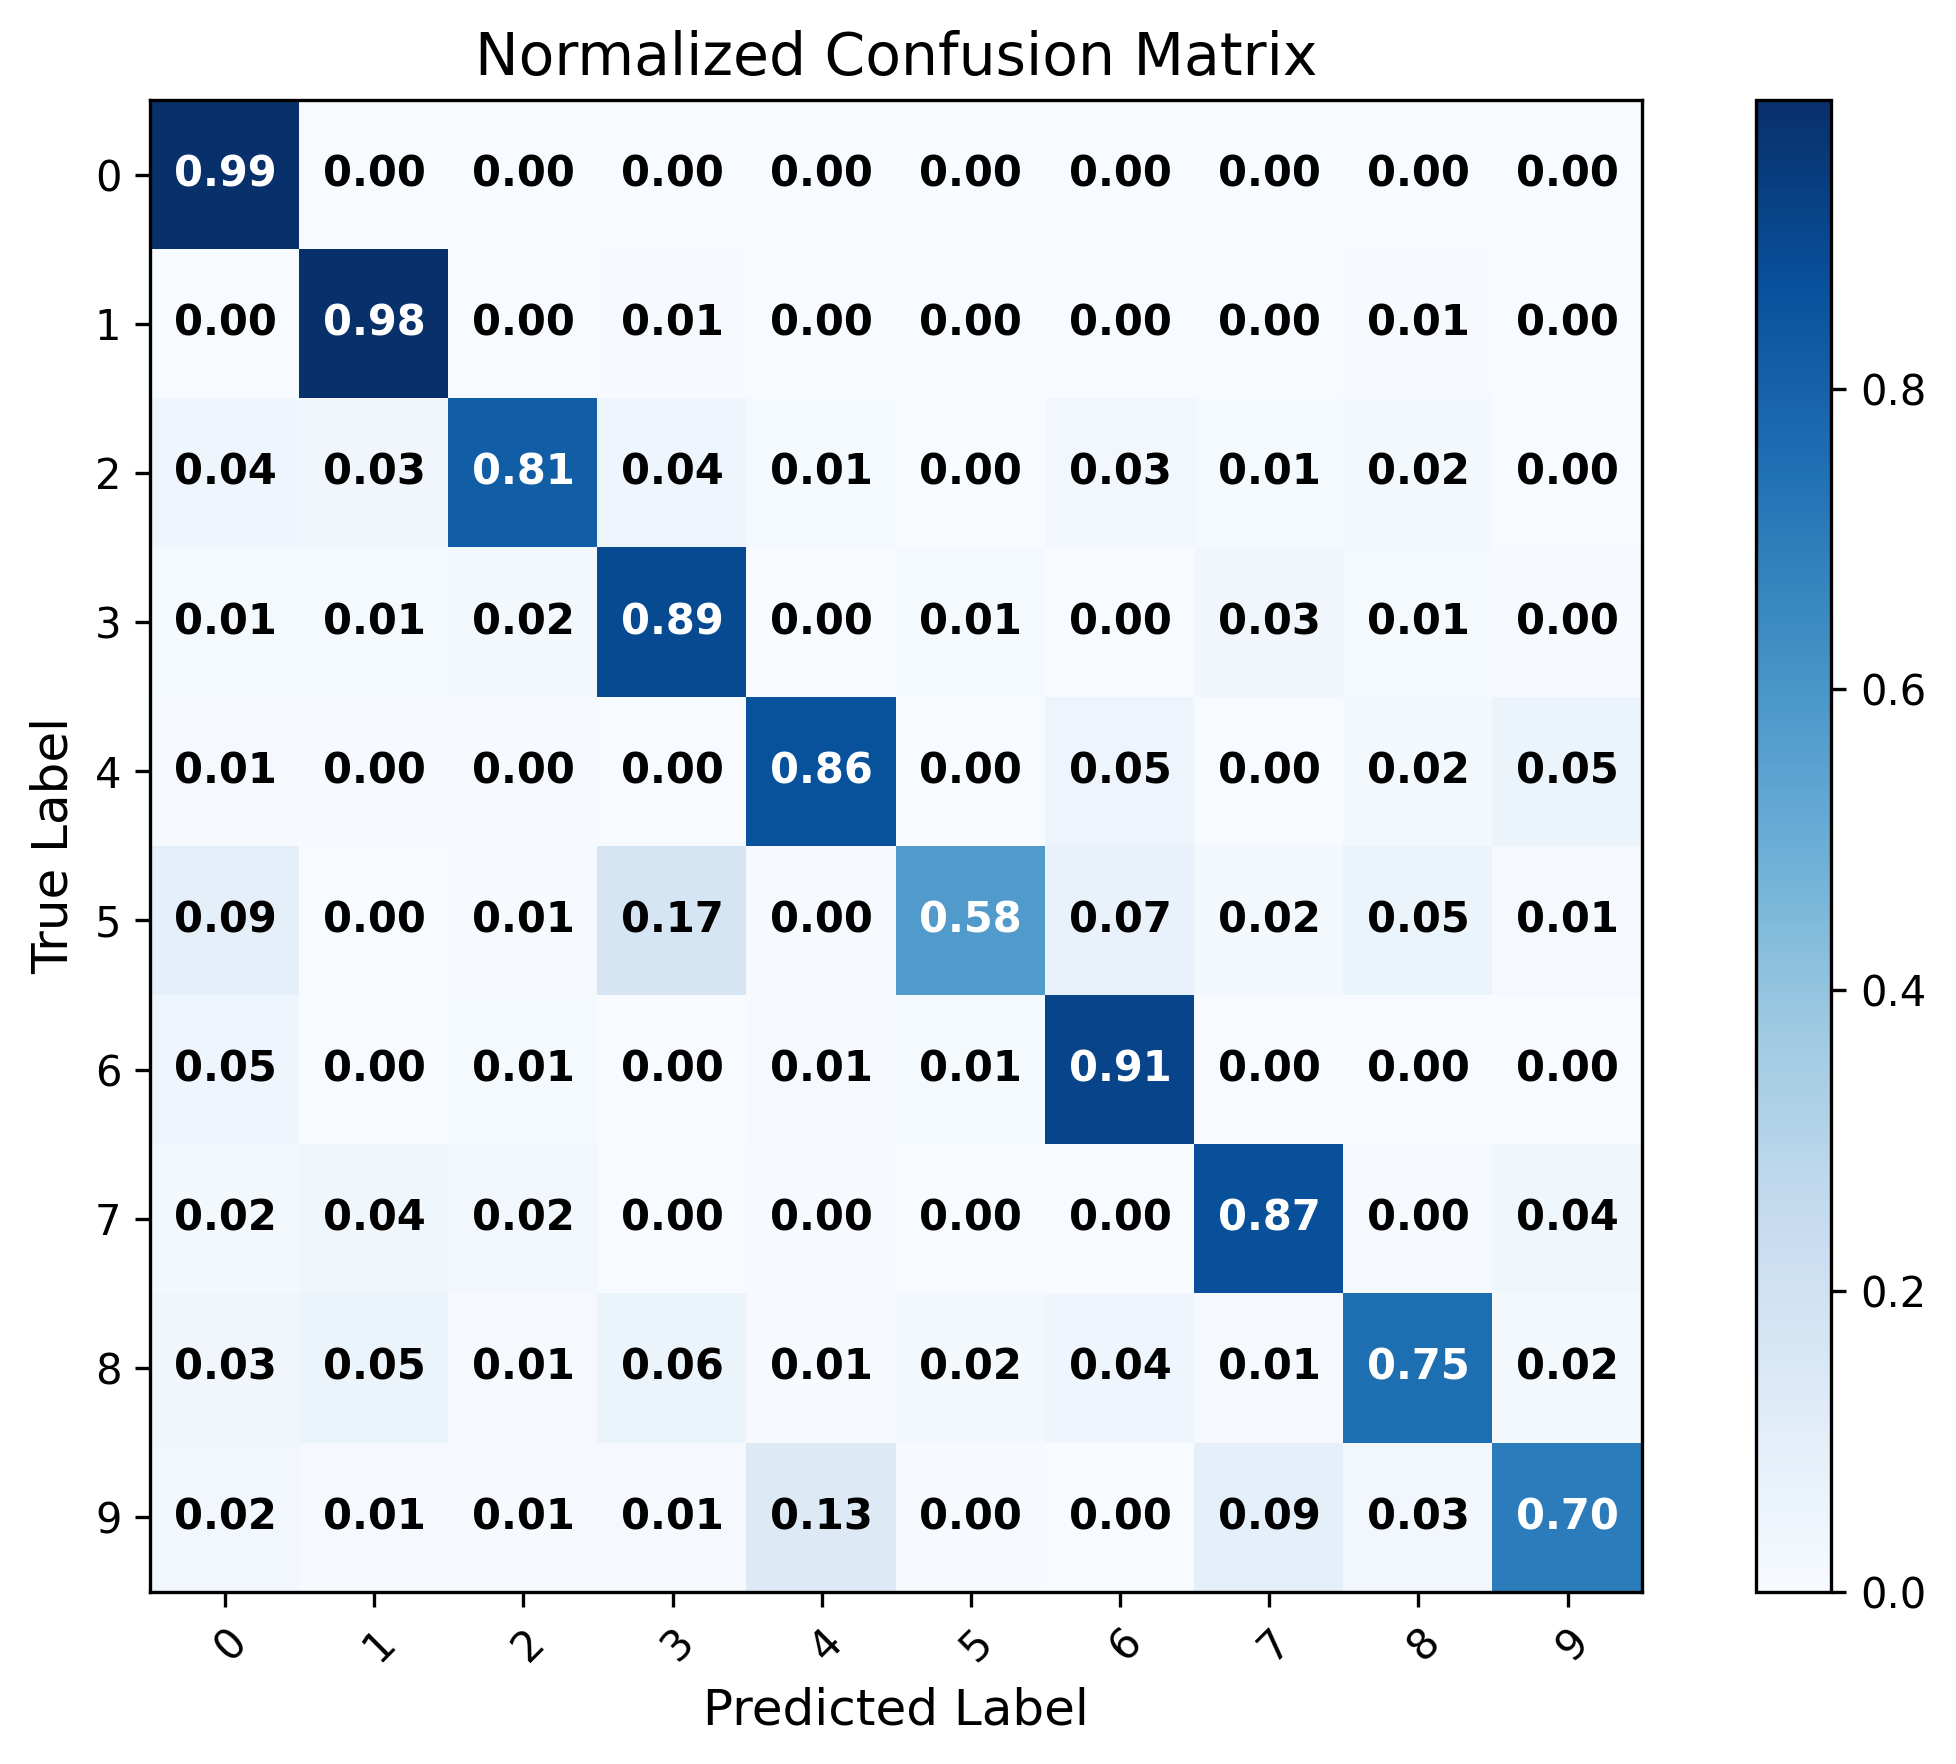 Normalized Confusion Matrix
0 0.99 0.00 0.00 0.00 0.00 0.00 0.00 0.00 0.00 0.00
1 0.00 0.98 0.00 0.01 0.00 0.00 0.00 0.00 0.01 0.00
2 0.04 0.03 0.81 0.04 0.01 0.00 0.03 0.01 0.02 0.00
3 0.01 0.01 0.02 0.89 0.00 0.01 0.00 0.03 0.01 0.00
4 0.01 0.00 0.00 0.00 0.86 0.00 0.05 0.00 0.02 0.05
5 0.09 0.00 0.01 0.17 0.00 0.58 0.07 0.02 0.05 0.01
6 0.05 0.00 0.01 0.00 0.01 0.01 0.91 0.00 0.00 0.00
7 0.02 0.04 0.02 0.00 0.00 0.00 0.00 0.87 0.00 0.04
8 0.03 0.05 0.01 0.06 0.01 0.02 0.04 0.01 0.75 0.02
9 0.02 0.01 0.01 0.01 0.13 0.00 0.00 0.09 0.03 0.70
0 1 2 3 4 5 6 7 8 9
Predicted Label
True Label
0.8
0.6
0.4
0.2
0.0